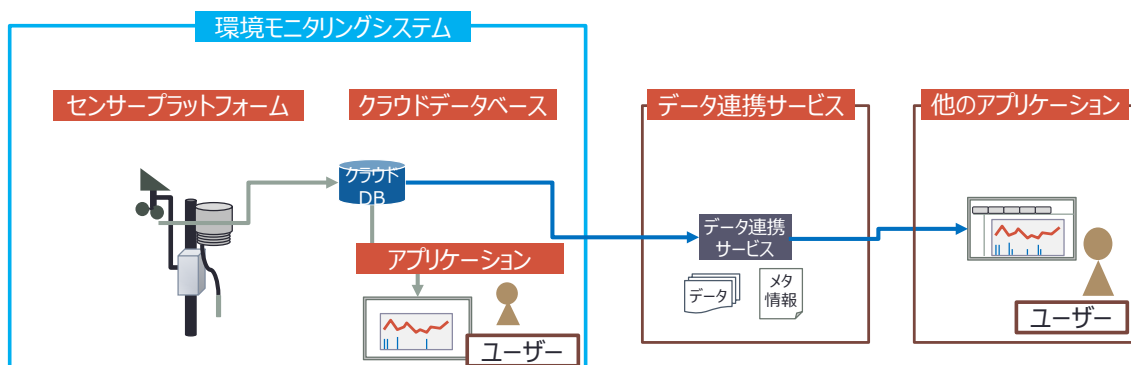 環境モニタリングシステム
センサープラットフォーム
クラウドデータベース
データ連携サービス
他のアプリケーション
クラウド
DB
データ連携
サービス
アプリケーション
データ
メタ
情報
ユーザー
ユーザー